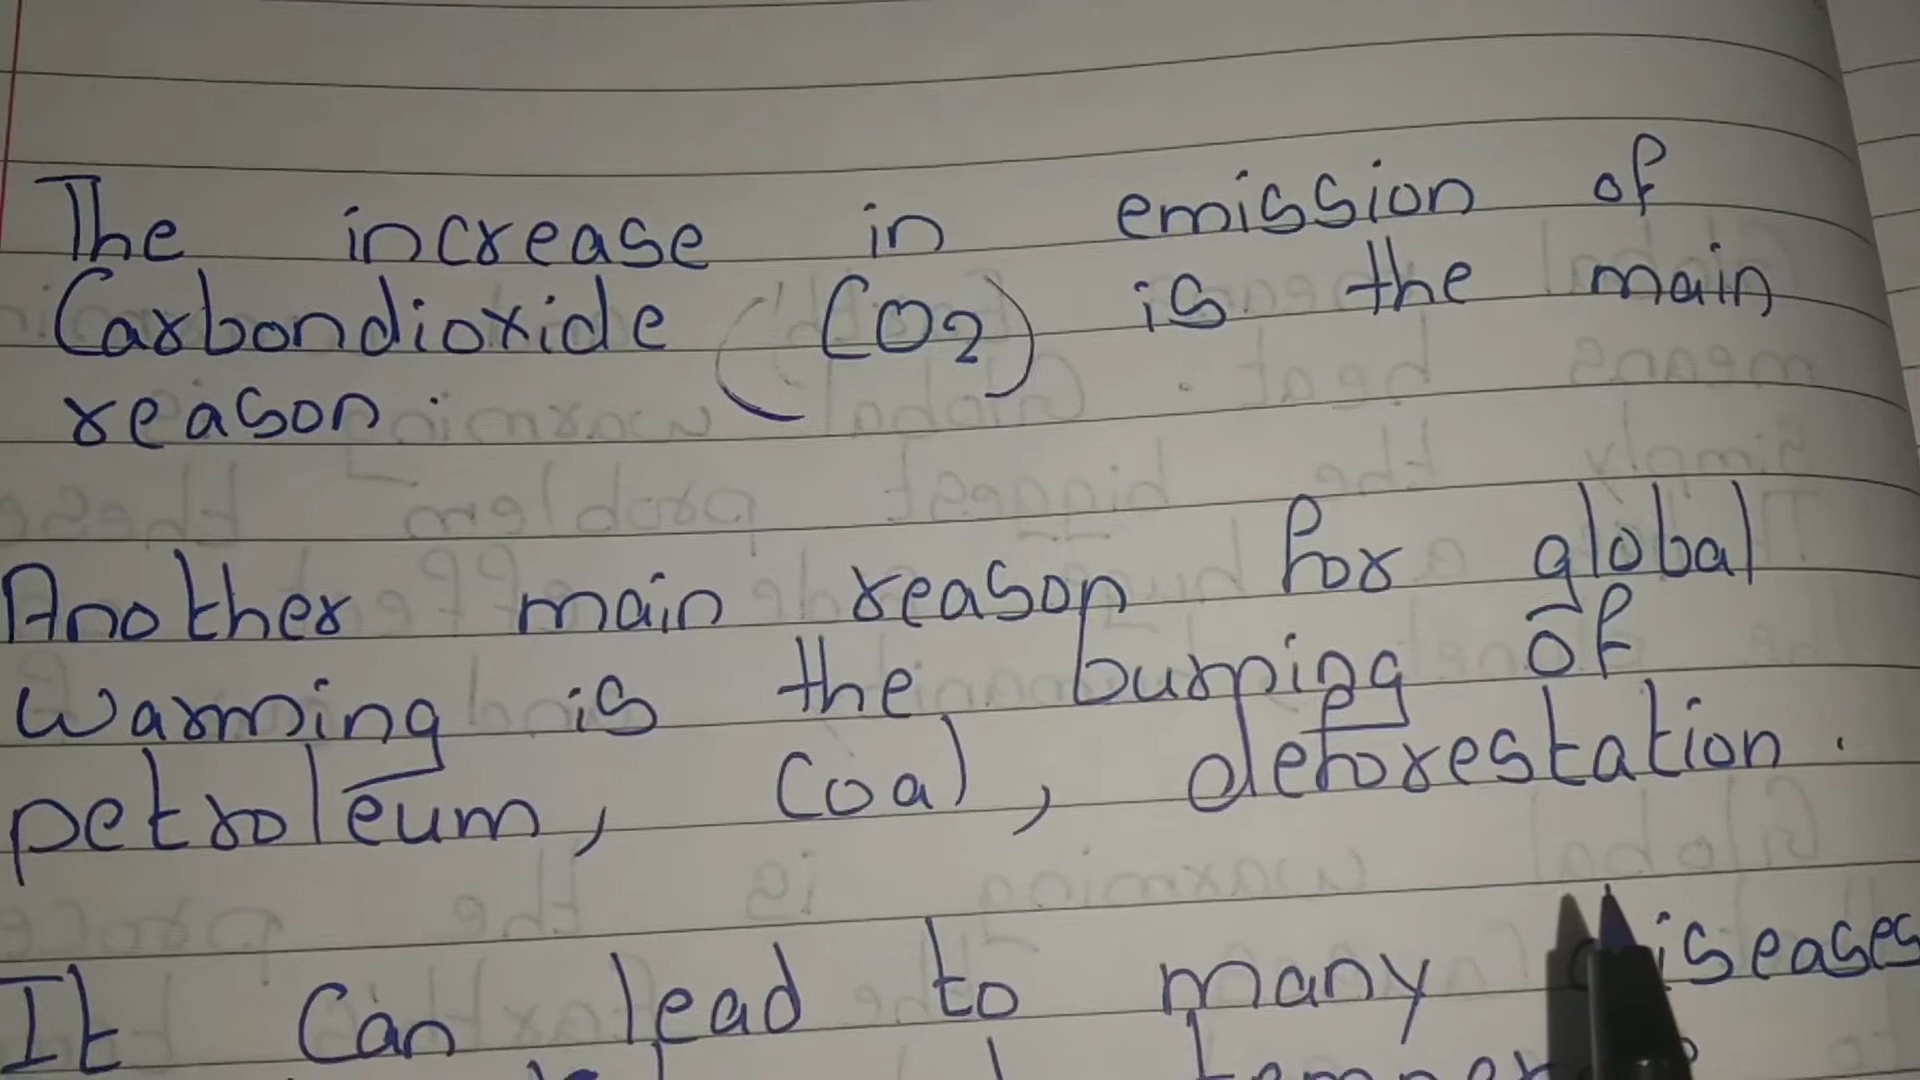 The increase in emission of
Carbondioxide (CO2) is the main
reason.
Another main reason for global
warming is the burning of
petroleum, coal, deforestation.
It can lead to many diseases